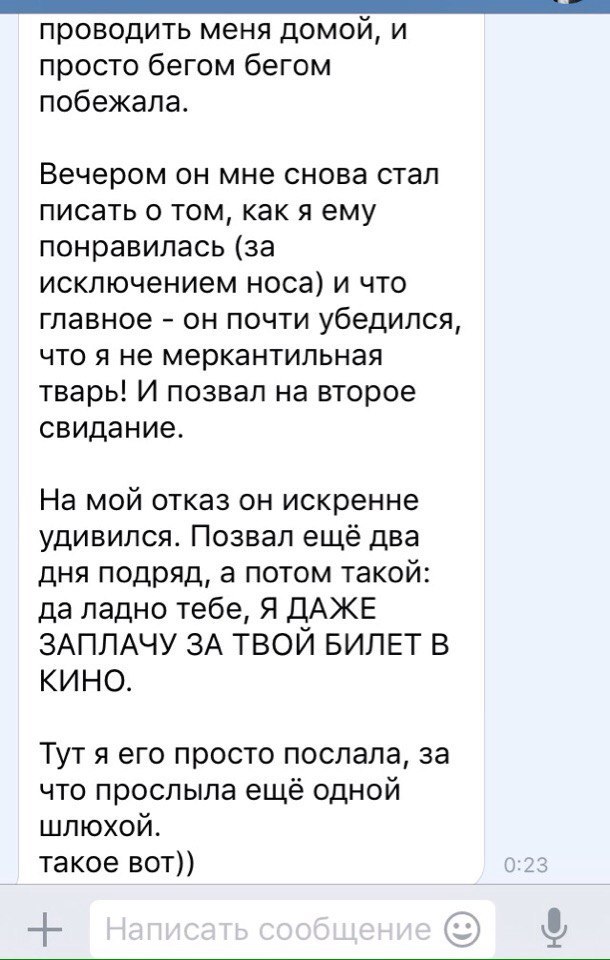 проводить меня домой, и
просто бегом бегом
побежала.
Вечером он мне снова стал
писать о том, как я ему
понравилась (за
исключением носа) и что
главное - он почти убедился,
что я не меркантильная
тварь! И позвал на второе
свидание.
На мой отказ он искренне
удивился. Позвал ещё два
дня подряд, а потом такой:
да ладно тебе, Я ДАЖЕ
ЗАПЛАЧУ ЗА ТВОЙ БИЛЕТ В
КИНО.
Тут я его просто послала, за
что прослыла ещё одной
шлюхой.
такое вот))
0:23
Написать сообщение